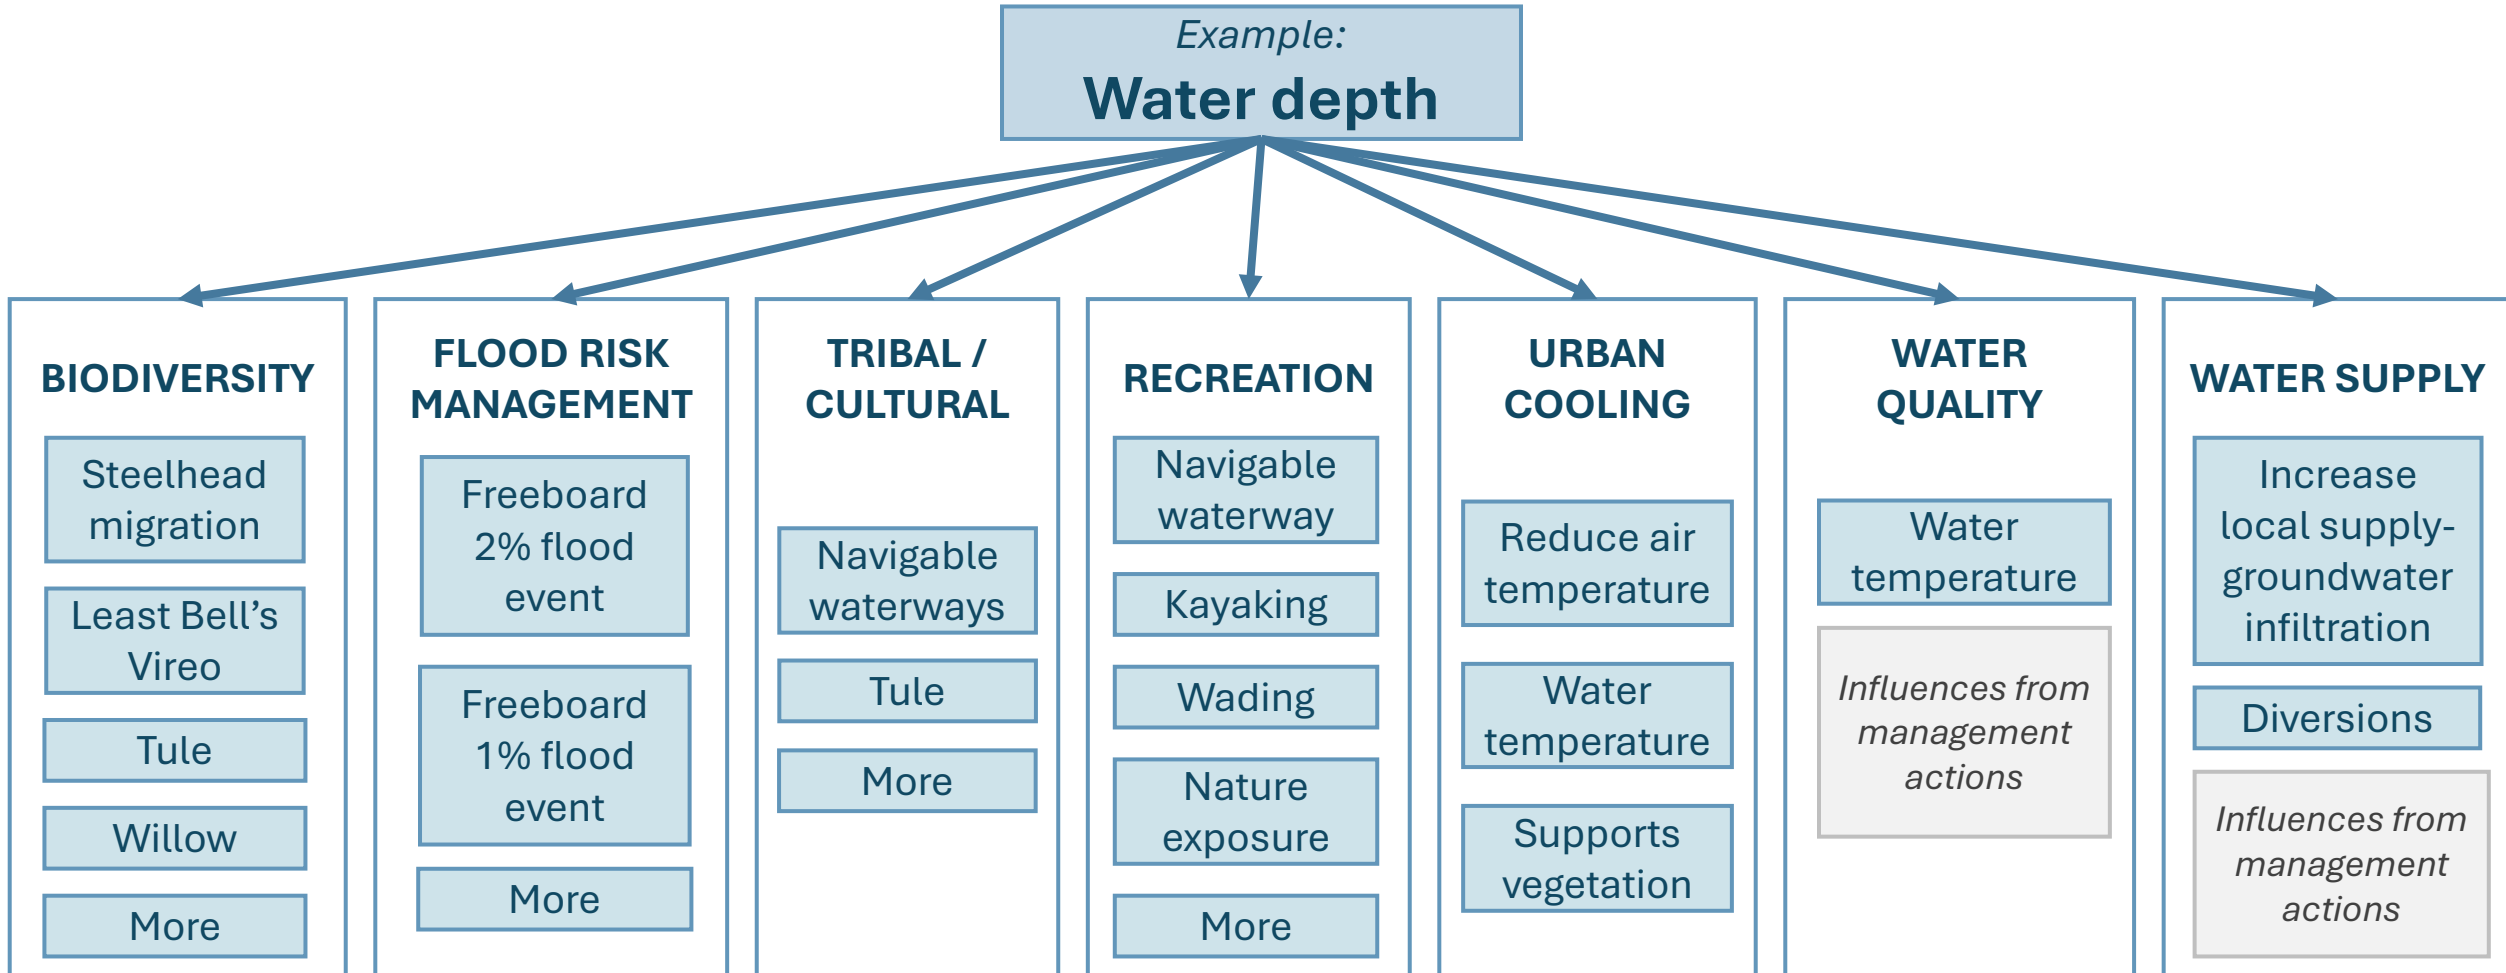 Example:
Water depth
BIODIVERSITY
Steelhead
migration
Least Bell’s
Vireo
Tule
Willow
More
FLOOD RISK
MANAGEMENT
Freeboard
2% flood
event
Freeboard
1% flood
event
More
TRIBAL /
CULTURAL
Navigable
waterways
Tule
More
RECREATION
Navigable
waterway
Kayaking
Wading
Nature
exposure
More
URBAN
COOLING
Reduce air
temperature
Water
temperature
Supports
vegetation
WATER
QUALITY
Water
temperature
Influences from
management
actions
WATER SUPPLY
Increase
local supply-
groundwater
infiltration
Diversions
Influences from
management
actions